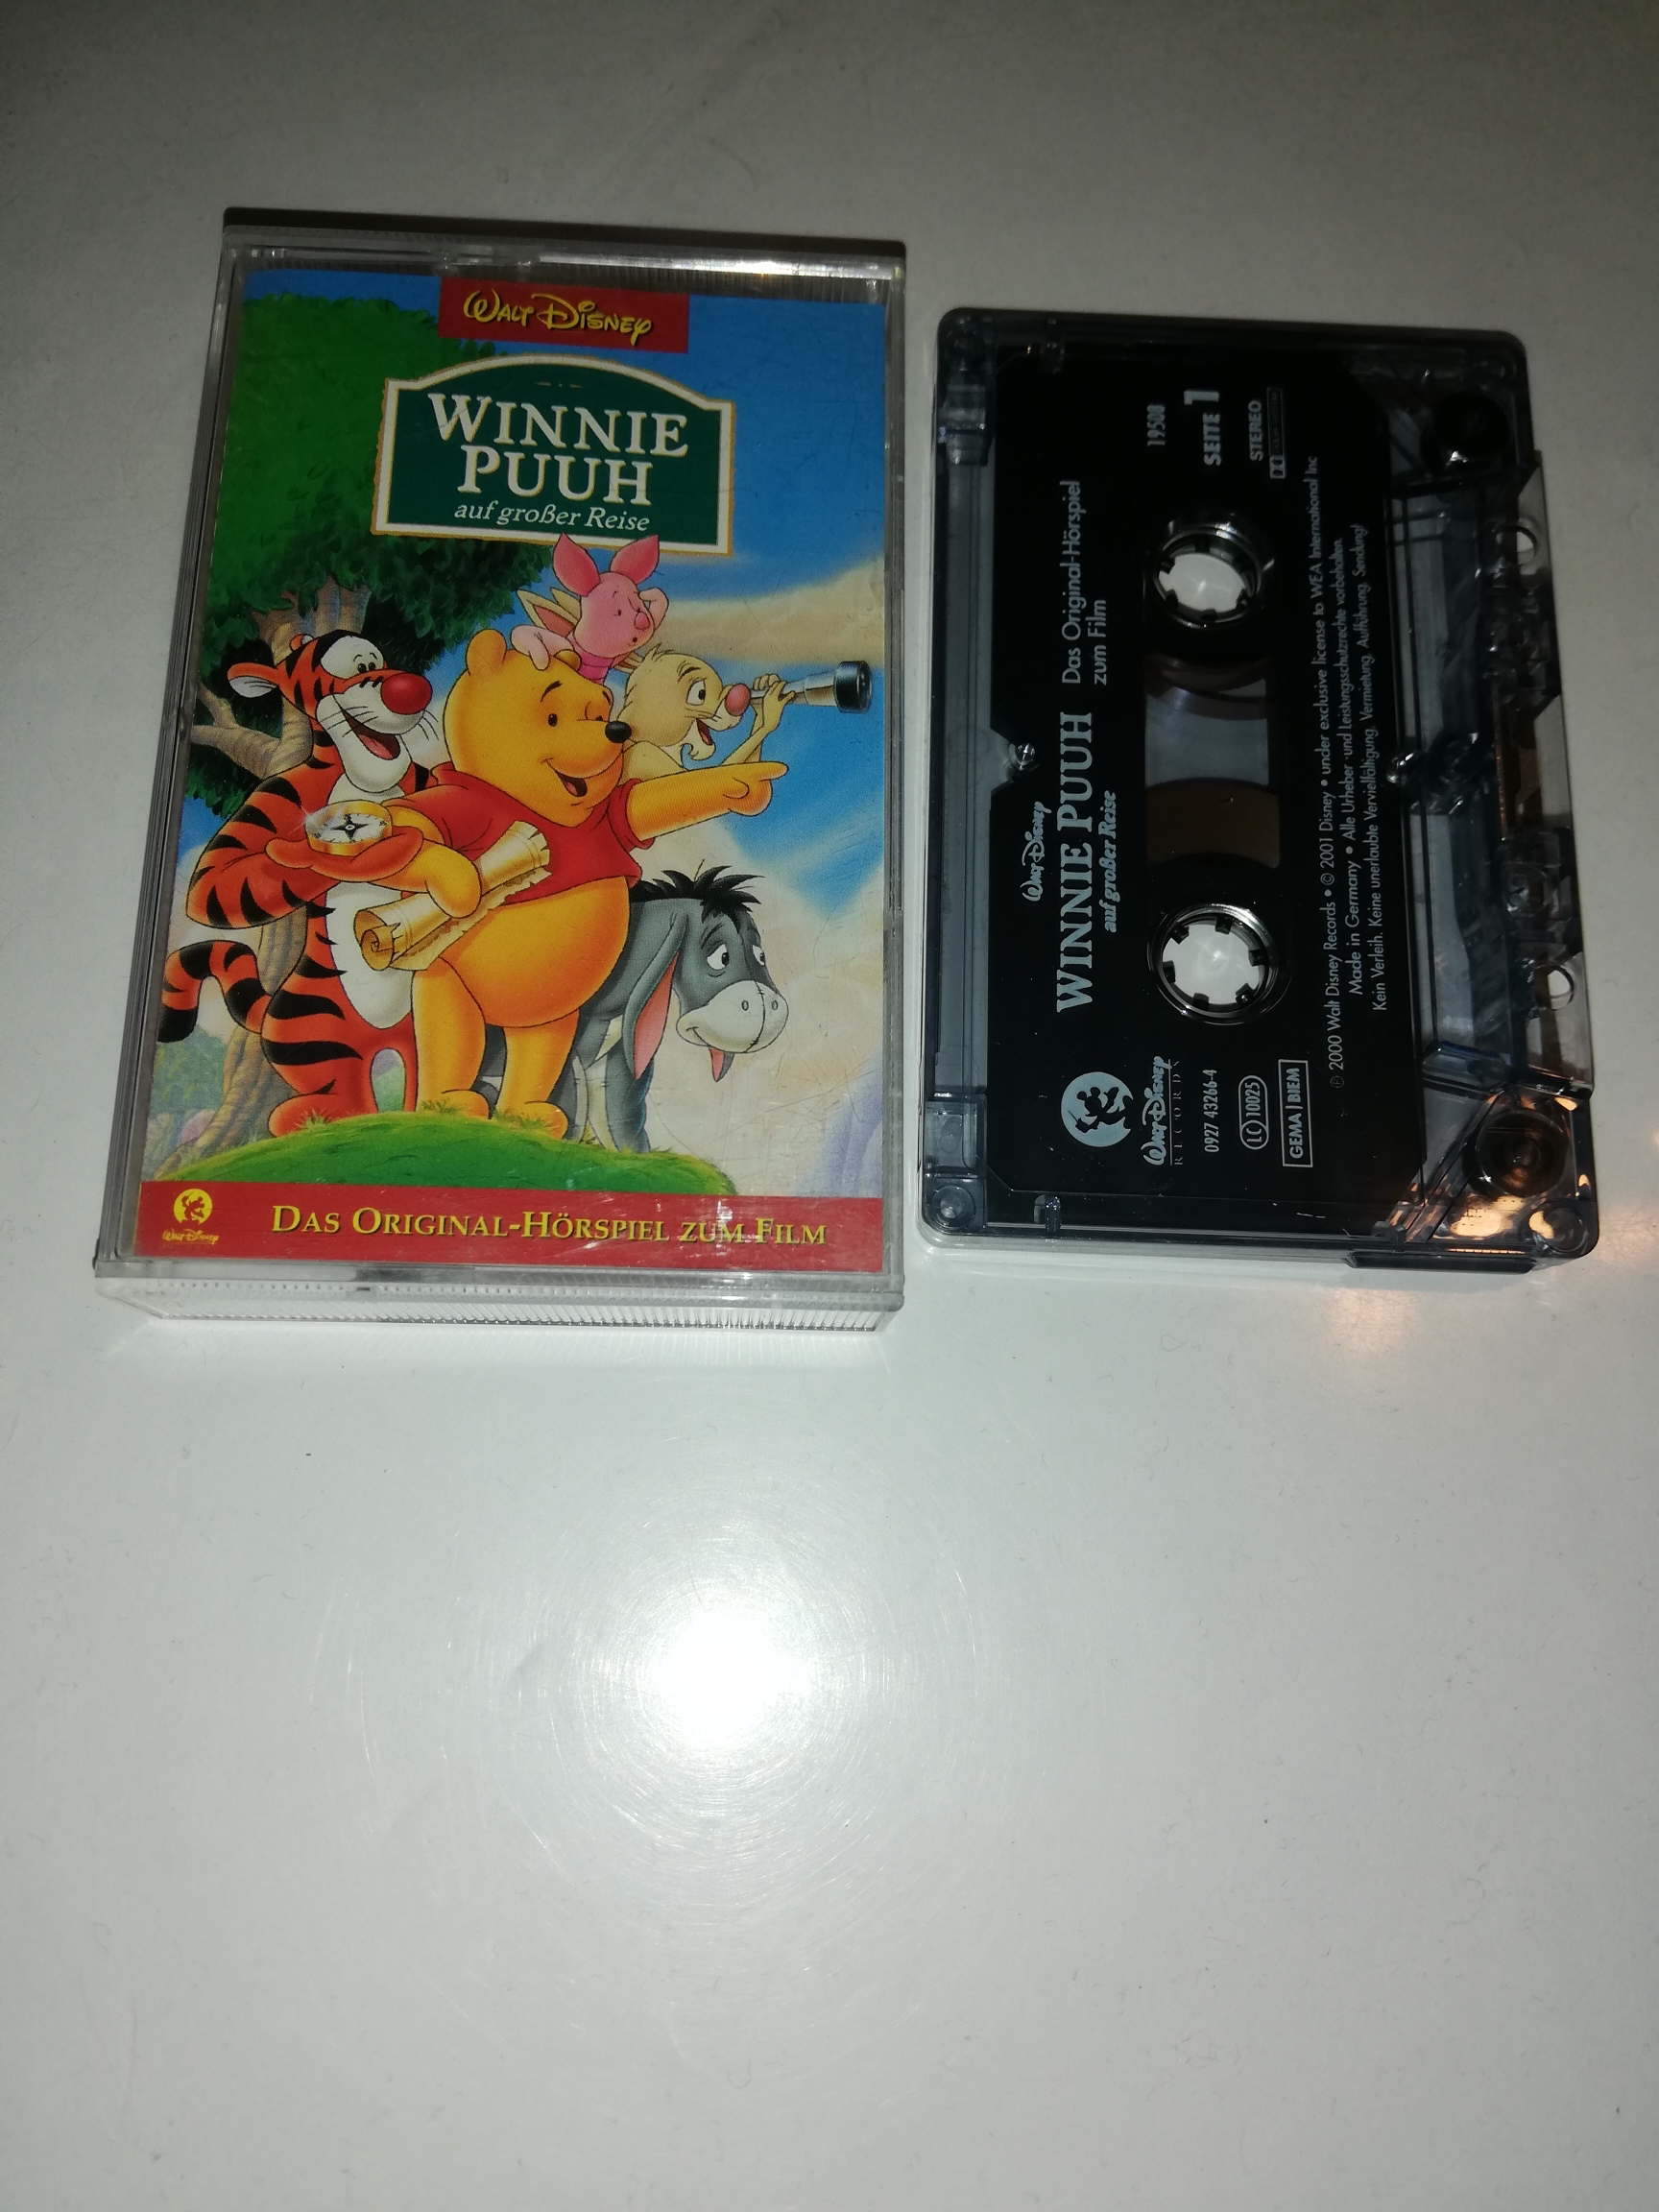 WALT DISNEY
WINNIE
PUUH
auf großer Reise
Walt Disney
DAS ORIGINAL-HÖRSPIEL ZUM FILM
Walt Disney
WINNIE PUUH
auf großer Reise
Das Original-Hörspiel
zum Film
19508
SEITE 1
STEREO
Walt Disney
RECORDS
0927 43266-4
LC 10025
GEMA | BIEM
℗ 2000 Walt Disney Records • © 2001 Disney • under exclusive license to WEA International Inc
Made in Germany • Alle Urheber- und Leistungsschutzrechte vorbehalten.
Kein Verleih. Keine unerlaubte Vervielfältigung, Vermietung, Aufführung, Sendung!